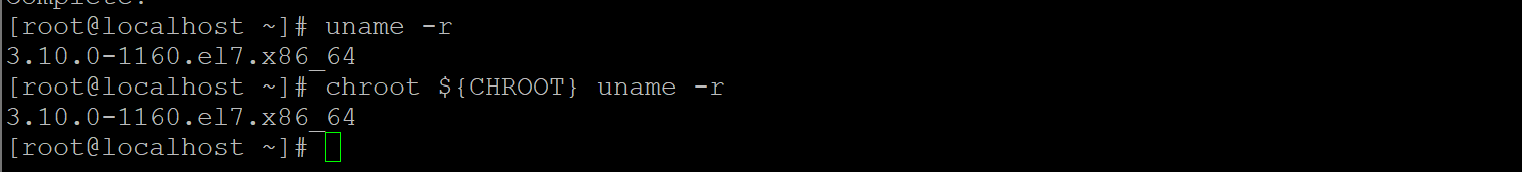 Complete!
[root@localhost ~]# uname -r
3.10.0-1160.el7.x86_64
[root@localhost ~]# chroot ${CHROOT} uname -r
3.10.0-1160.el7.x86_64
[root@localhost ~]#